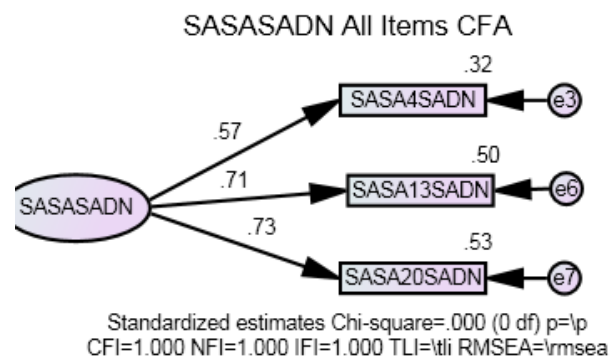 SASASADN All Items CFA
.32
SASA4SADN
e3
.57
.50
.71
SASA13SADN
e6
SASASADN
.73
.53
SASA20SADN
e7
Standardized estimates Chi-square=.000 (0 df) p=\p
CFI=1.000 NFI=1.000 IFI=1.000 TLI=\tli RMSEA=\rmsea